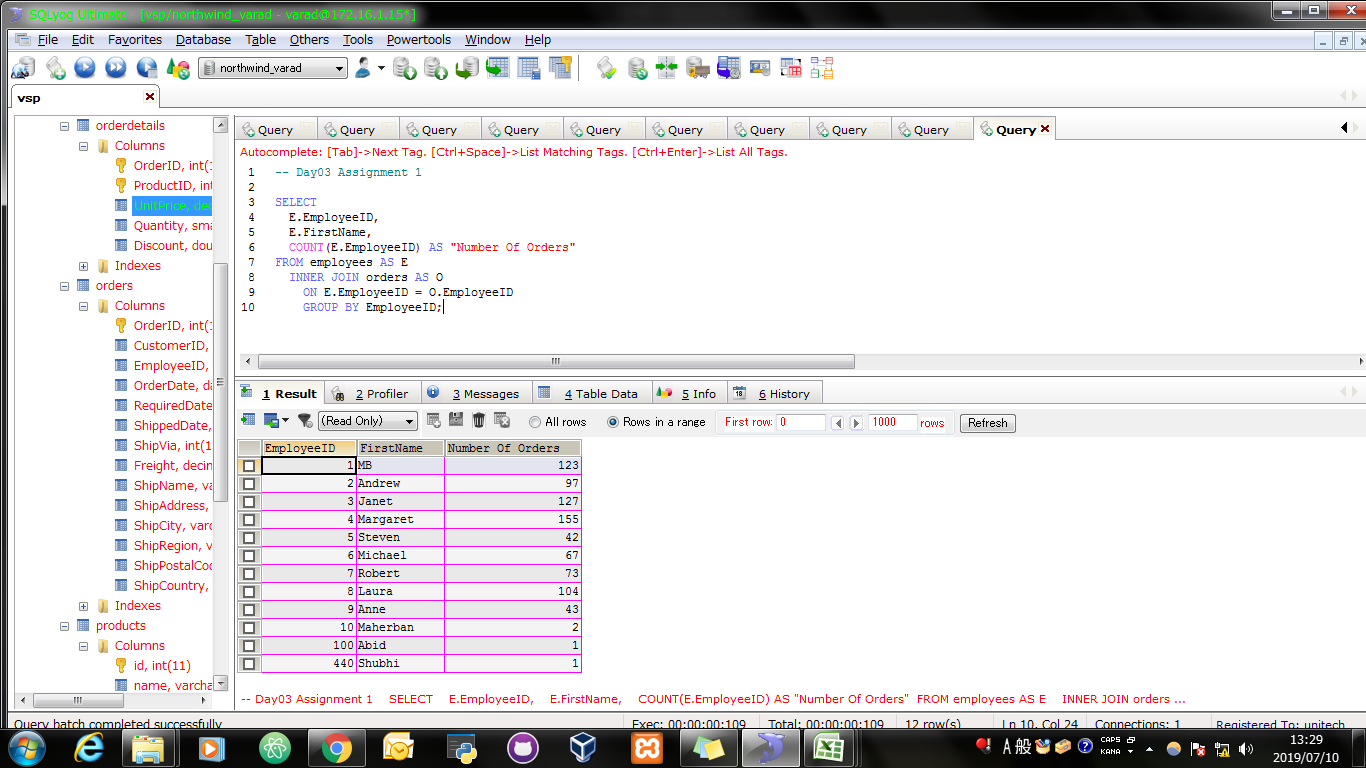 SQLyog Ultimate - [vsp/northwind_varad - varad@172.16.1.15*]
File Edit Favorites Database Table Others Tools Powertools Window Help
northwind_varad
vsp
orderdetails
Columns
OrderID, int(1
ProductID, int
UnitPrice, de
Quantity, sma
Discount, dou
Indexes
orders
Columns
OrderID, int(1
CustomerID,
EmployeeID,
OrderDate, da
RequiredDate
ShippedDate,
ShipVia, int(1
Freight, decin
ShipName, va
ShipAddress,
ShipCity, varc
ShipRegion, v
ShipPostalCod
ShipCountry,
Indexes
products
Columns
id, int(11)
name, varcha
Query Query Query Query Query Query Query Query Query Query
Autocomplete: [Tab]->Next Tag. [Ctrl+Space]->List Matching Tags. [Ctrl+Enter]->List All Tags.
1 -- Day03 Assignment 1
2
3 SELECT
4 E.EmployeeID,
5 E.FirstName,
6 COUNT(E.EmployeeID) AS "Number Of Orders"
7 FROM employees AS E
8 INNER JOIN orders AS O
9 ON E.EmployeeID = O.EmployeeID
10 GROUP BY EmployeeID;
1 Result 2 Profiler 3 Messages 4 Table Data 5 Info 6 History
(Read Only) All rows Rows in a range First row: 0 1000 rows Refresh
EmployeeID FirstName Number Of Orders
1 MB 123
2 Andrew 97
3 Janet 127
4 Margaret 155
5 Steven 42
6 Michael 67
7 Robert 73
8 Laura 104
9 Anne 43
10 Maherban 2
100 Abid 1
440 Shubhi 1
-- Day03 Assignment 1 SELECT E.EmployeeID, E.FirstName, COUNT(E.EmployeeID) AS "Number Of Orders" FROM employees AS E INNER JOIN orders ...
Query batch completed successfully Exec: 00:00:00:109 Total: 00:00:00:109 12 row(s) Ln 10, Col 24 Connections: 1 Registered To: unitech
A 般 CAPS KANA 13:29
2019/07/10